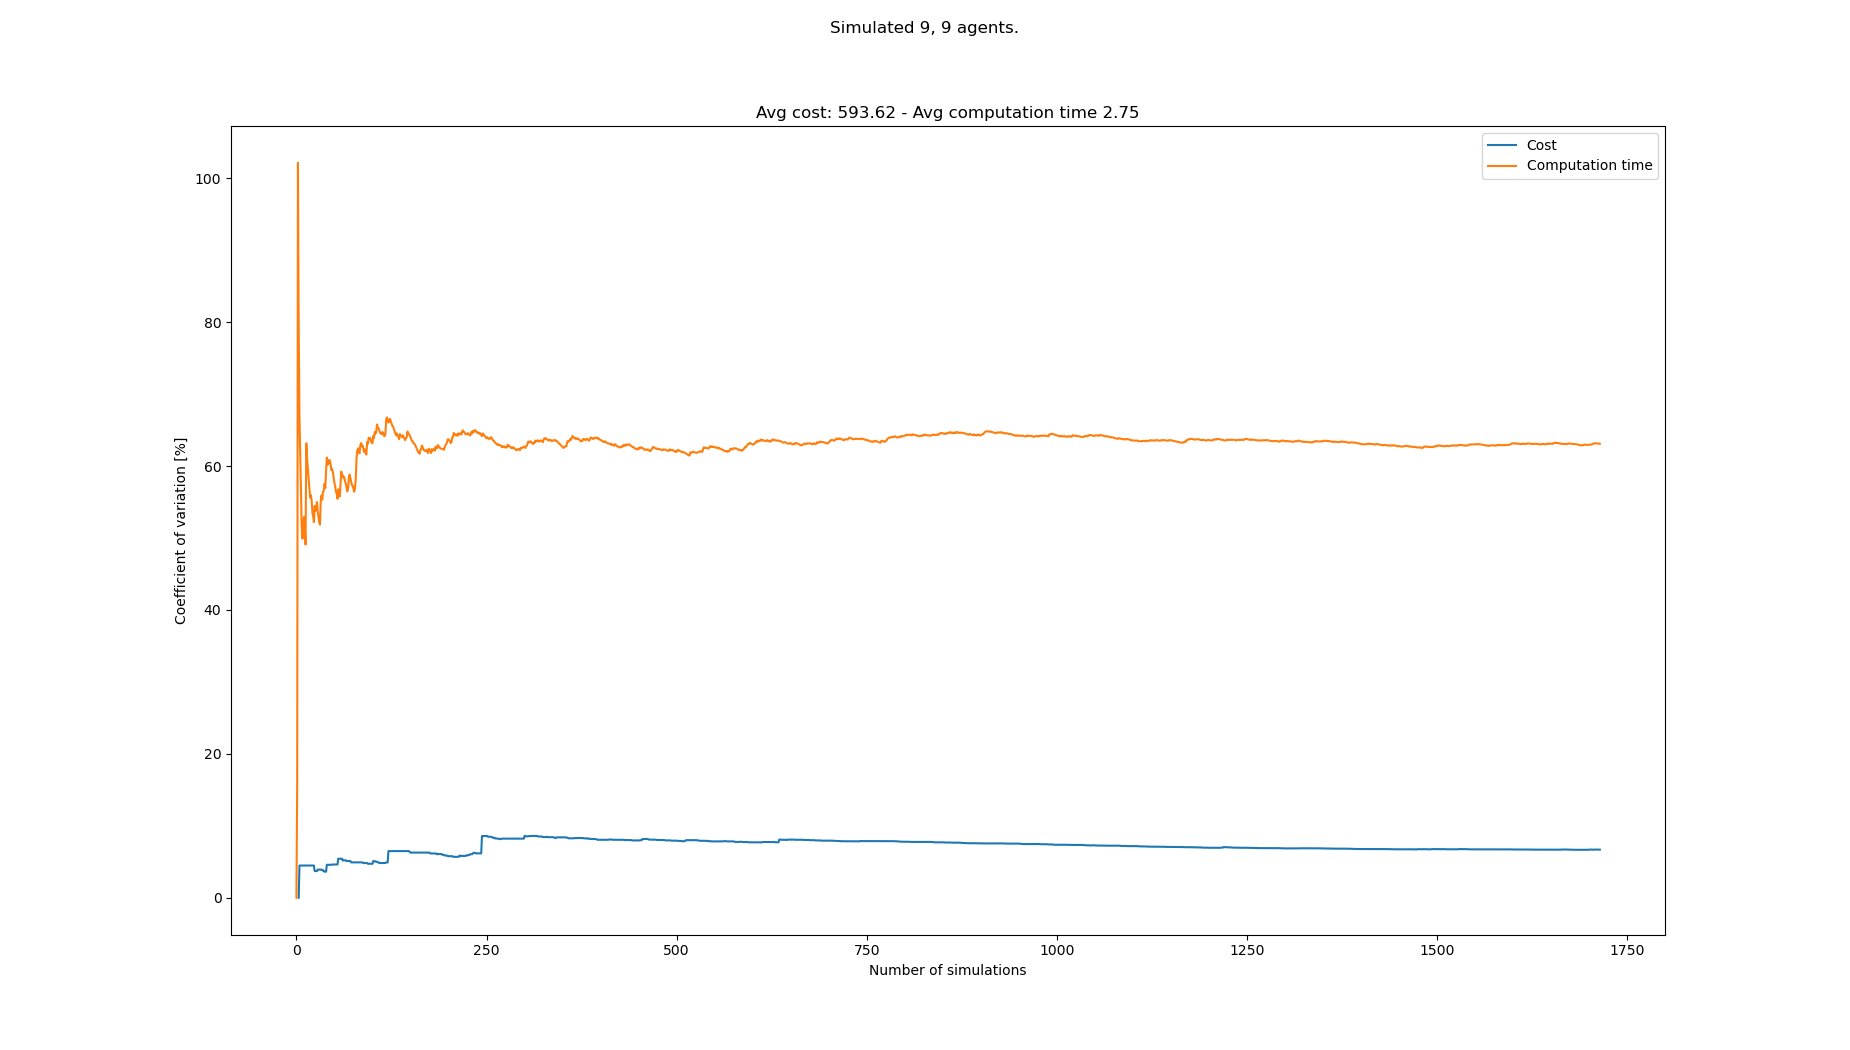 Simulated 9, 9 agents.
Avg cost: 593.62 - Avg computation time 2.75
Cost
Computation time
100
80
60
40
20
0
Coefficient of variation [%]
0 250 500 750 1000 1250 1500 1750
Number of simulations